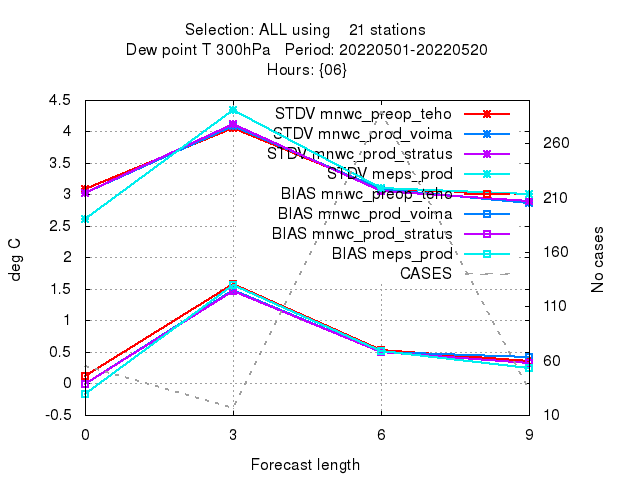 Selection: ALL using 21 stations
Dew point T 300hPa Period: 20220501-20220520
Hours: {06}
4.5
4
3.5
3
2.5
2
1.5
1
0.5
0
-0.5
deg C
STDV mnwc_preop_teho
STDV mnwc_prod_voima
STDV mnwc_prod_stratus
STDV meps_prod
BIAS mnwc_preop_teho
BIAS mnwc_prod_voima
BIAS mnwc_prod_stratus
BIAS meps_prod
CASES
260
210
160
110
60
10
No cases
0 3 6 9
Forecast length